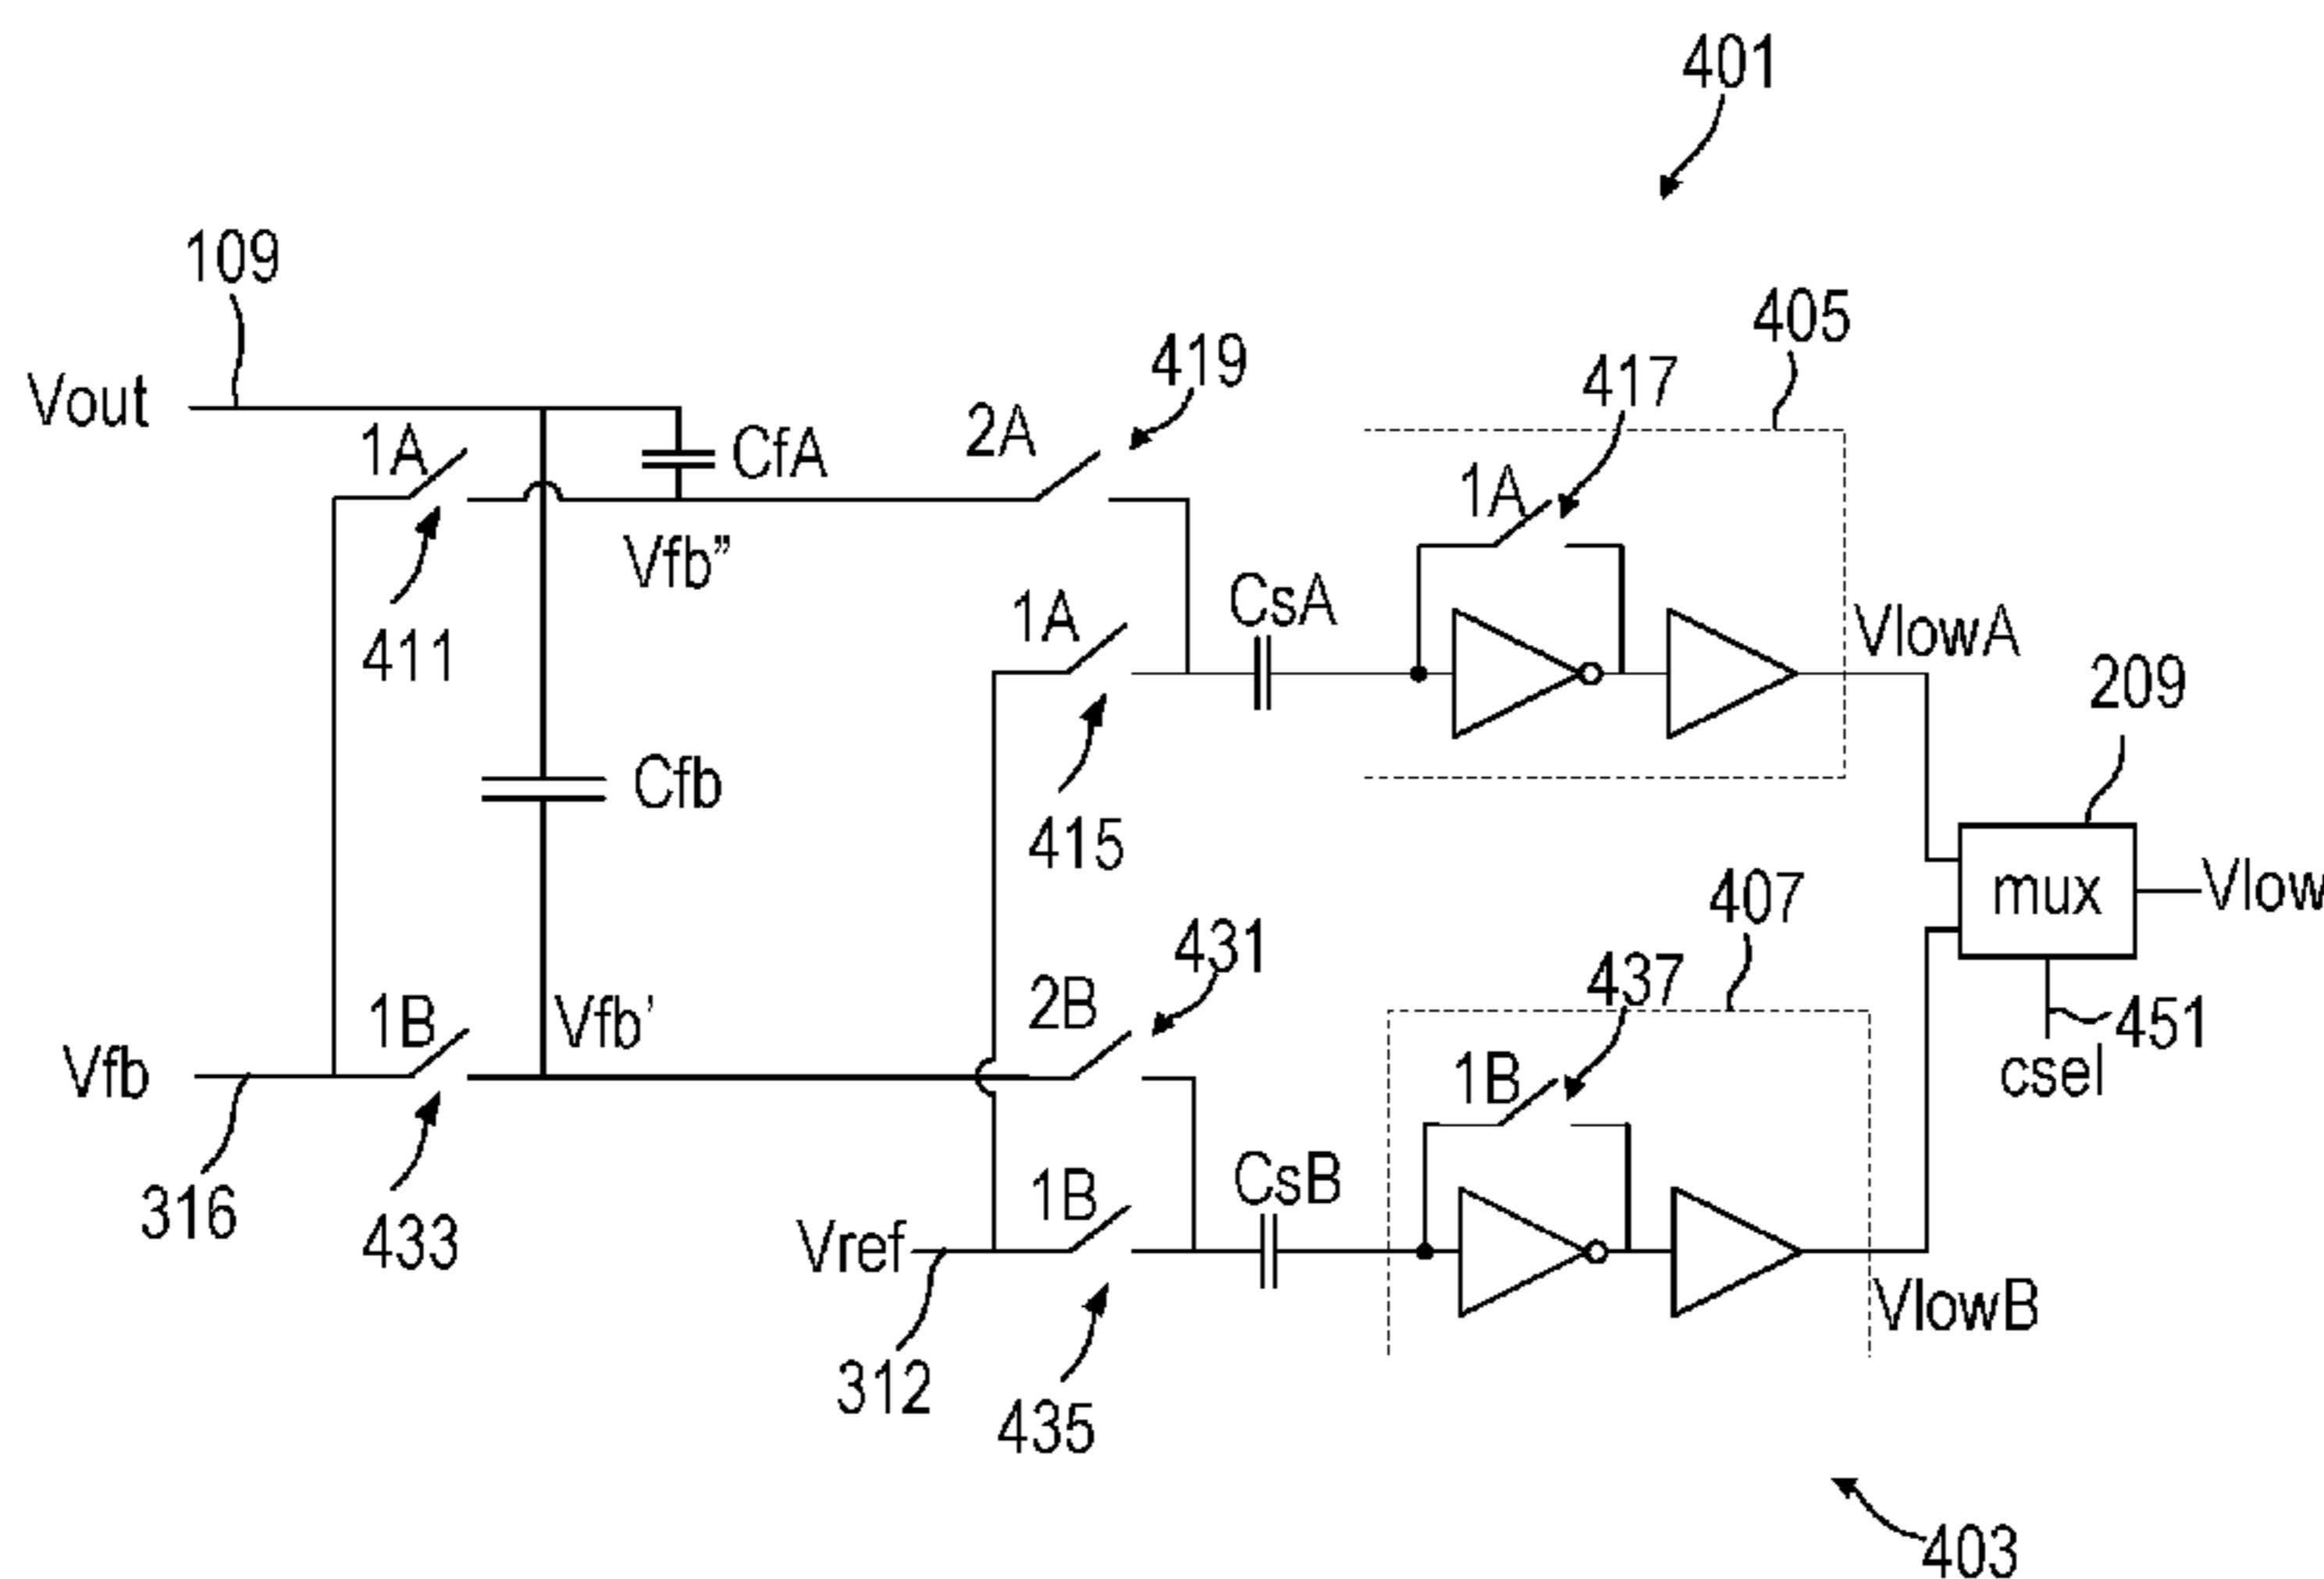 401
109
405
419
417
Vout
1A
CfA
2A
1A
Vfb”
411
1A
CsA
VlowA
209
Cfb
415
mux
Vlow
407
431
437
1B
Vfb’
2B
1B
451
csel
Vfb
316
433
1B
CsB
Vref
VlowB
312
435
403